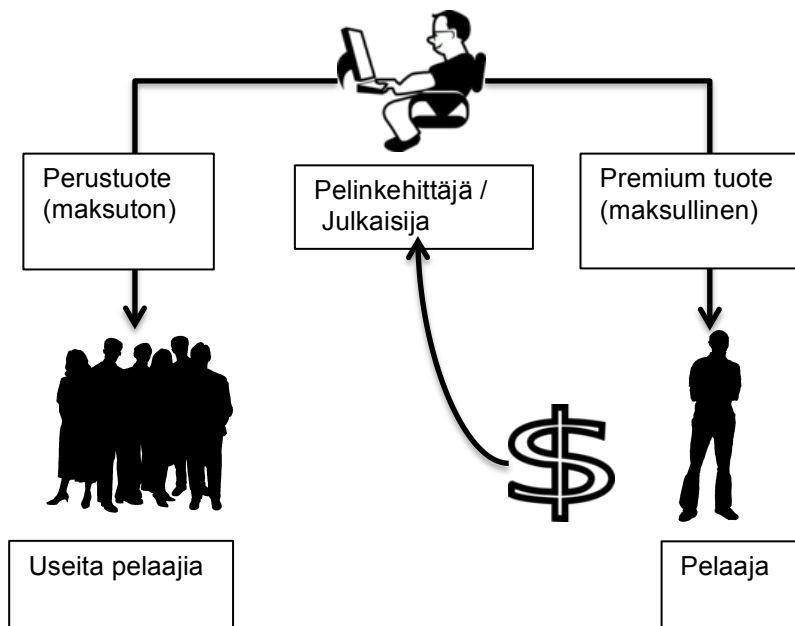 Perustuote
(maksuton)
Pelinkehittäjä /
Julkaisija
Premium tuote
(maksullinen)
$
Useita pelaajia
Pelaaja